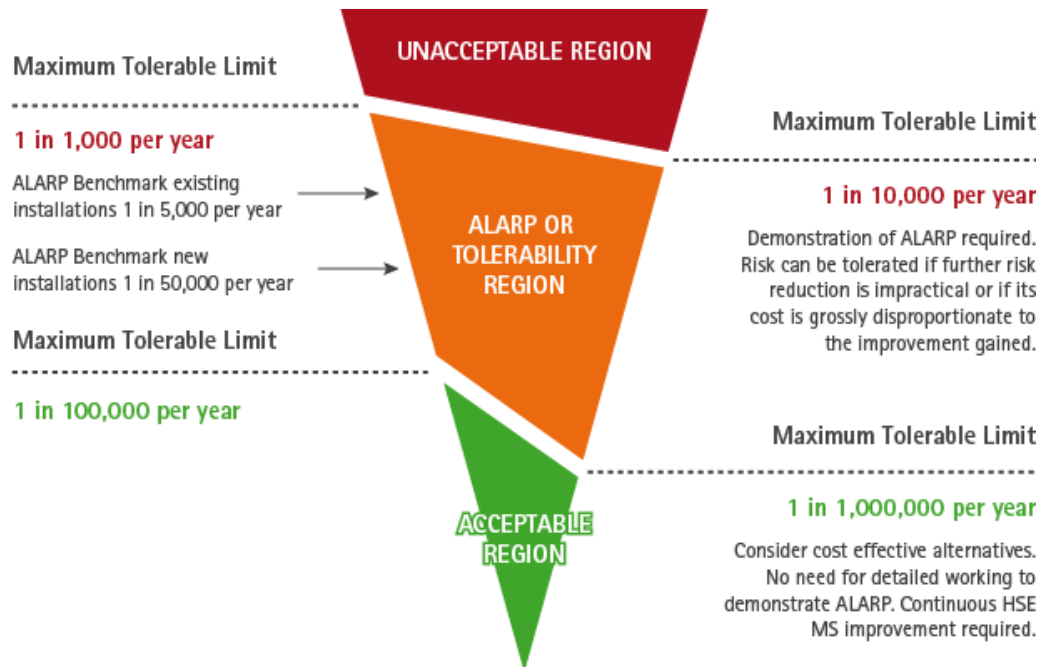 UNACCEPTABLE REGION
Maximum Tolerable Limit
1 in 1,000 per year
ALARP Benchmark existing
installations 1 in 5,000 per year
ALARP Benchmark new
installations 1 in 50,000 per year
Maximum Tolerable Limit
1 in 100,000 per year
ALARP OR
TOLERABILITY
REGION
ACCEPTABLE
REGION
Maximum Tolerable Limit
1 in 10,000 per year
Demonstration of ALARP required.
Risk can be tolerated if further risk
reduction is impractical or if its
cost is grossly disproportionate to
the improvement gained.
Maximum Tolerable Limit
1 in 1,000,000 per year
Consider cost effective alternatives.
No need for detailed working to
demonstrate ALARP. Continuous HSE
MS improvement required.